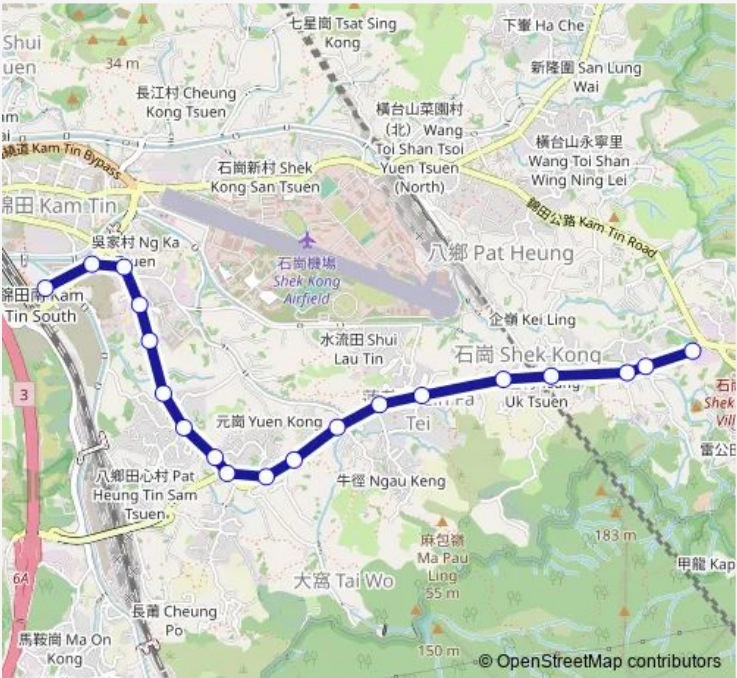 七星崗 Tsat Sing
Kong
下輋 Ha Che
Shui
uen
34 m
新隆圍 San Lung
Wai
長江村 Cheung
Kong Tsuen
橫台山菜園村
（北） Wang
Toi Shan Tsoi
Yuen Tsuen
(North)
橫台山永寧里
Wang Toi Shan
Wing Ning Lei
繞道 Kam Tin Bypass
石崗新村 Shek
Kong San Tsuen
錦田 Kam Tin
錦田公路 Kam Tin Road
吳家村 Ng Ka
Tsuen
石崗機場
Shek Kong
Airfield
八鄉 Pat Heung
錦田南 Kam
Tin South
企嶺 Kei Ling
水流田 Shui
Lau Tin
石崗 Shek Kong
3
Uk Tsuen
Tei
石崗
Shek
Vill
元崗 Yuen Kong
雷公田
八鄉田心村 Pat
Heung Tin Sam
Tsuen
牛徑 Ngau Keng
麻包嶺
Ma Pau
Ling
55 m
183 m
甲龍 Kap
6A
大窩 Tai Wo
長莆 Cheung
Po
馬鞍崗 Ma On
Kong
150 m
© OpenStreetMap contributors